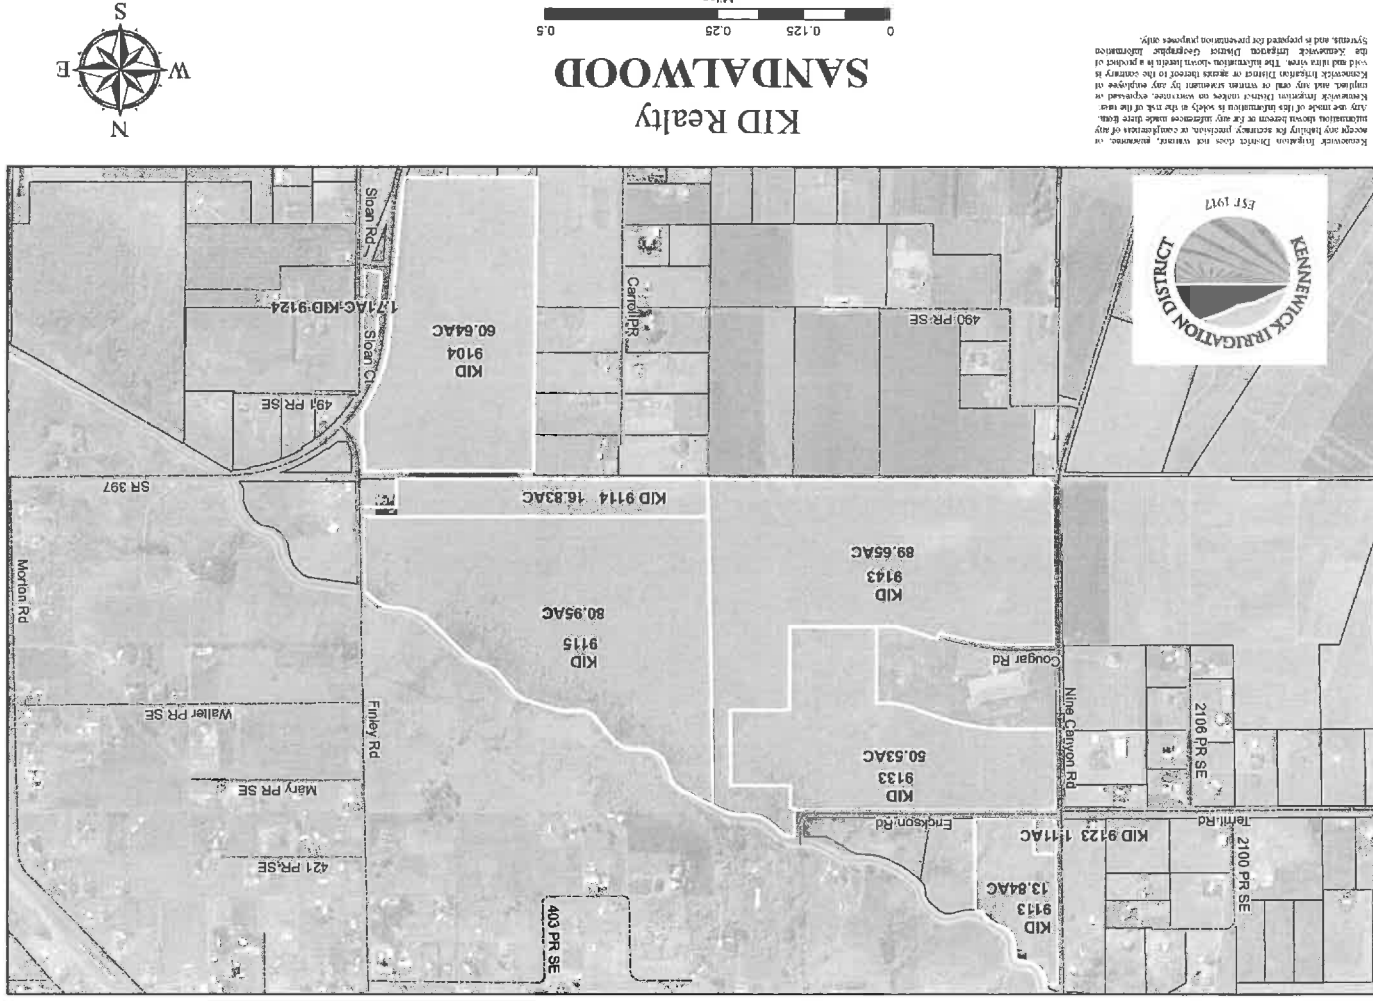 403 PR SE
KID
9113
13.84AC
2100 PR SE
421 PR SE
Erickson Rd
KID 9123 1.11AC
Terril Rd
Mary PR SE
KID
9133
50.53AC
Nine Canyon Rd
2106 PR SE
Walter PR SE
Finley Rd
Cougar Rd
KID
9115
80.95AC
Morton Rd
KID
9143
89.65AC
SR 397
KID 9114 16.83AC
491 PR SE
Sloan Ct
KID
9104
60.64AC
Carroll PR
490 PR SE
1.71AC KID 9124
Sloan Rd
KENNEWICK IRRIGATION DISTRICT
EST 1917
Kennewick Irrigation District does not warrant, guarantee, or
accept any liability for accuracy, precision, or completeness of any
information shown hereon or for any inferences made there from.
Any use made of this information is solely at the risk of the user.
Kennewick Irrigation District makes no warrantee, expressed or
implied, and any oral or written statement by any employee of
Kennewick Irrigation District or agents thereof to the contrary is
void and ultra vires. The information shown herein is a product of
the Kennewick Irrigation District Geographic Information
Systems, and is prepared for presentation purposes only.
KID Realty
SANDALWOOD
0 0.125 0.25 0.5
Miles
N
W E
S